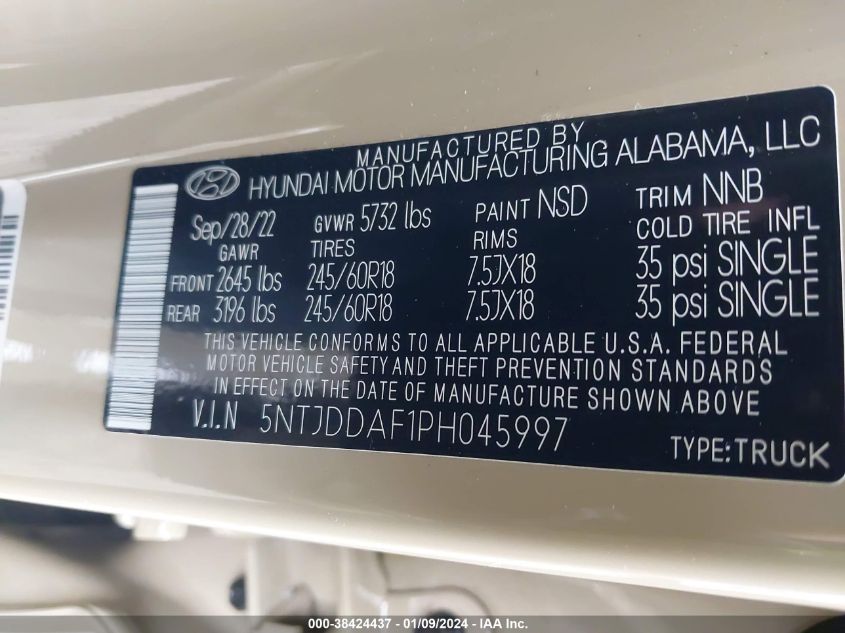 MANUFACTURED BY
HYUNDAI MOTOR MANUFACTURING ALABAMA, LLC
Sep/28/22 GVWR 5732 lbs PAINT NSD TRIM NNB
GAWR TIRES RIMS COLD TIRE INFL
FRONT 2645 lbs 245/60R18 7.5JX18 35 psi SINGLE
REAR 3196 lbs 245/60R18 7.5JX18 35 psi SINGLE
THIS VEHICLE CONFORMS TO ALL APPLICABLE U.S.A. FEDERAL
MOTOR VEHICLE SAFETY AND THEFT PREVENTION STANDARDS
IN EFFECT ON THE DATE OF MANUFACTURE SHOWN ABOVE
V.I.N 5NTJDDAF1PH045997
TYPE:TRUCK
000-38424437 - 01/09/2024 - IAAI.com